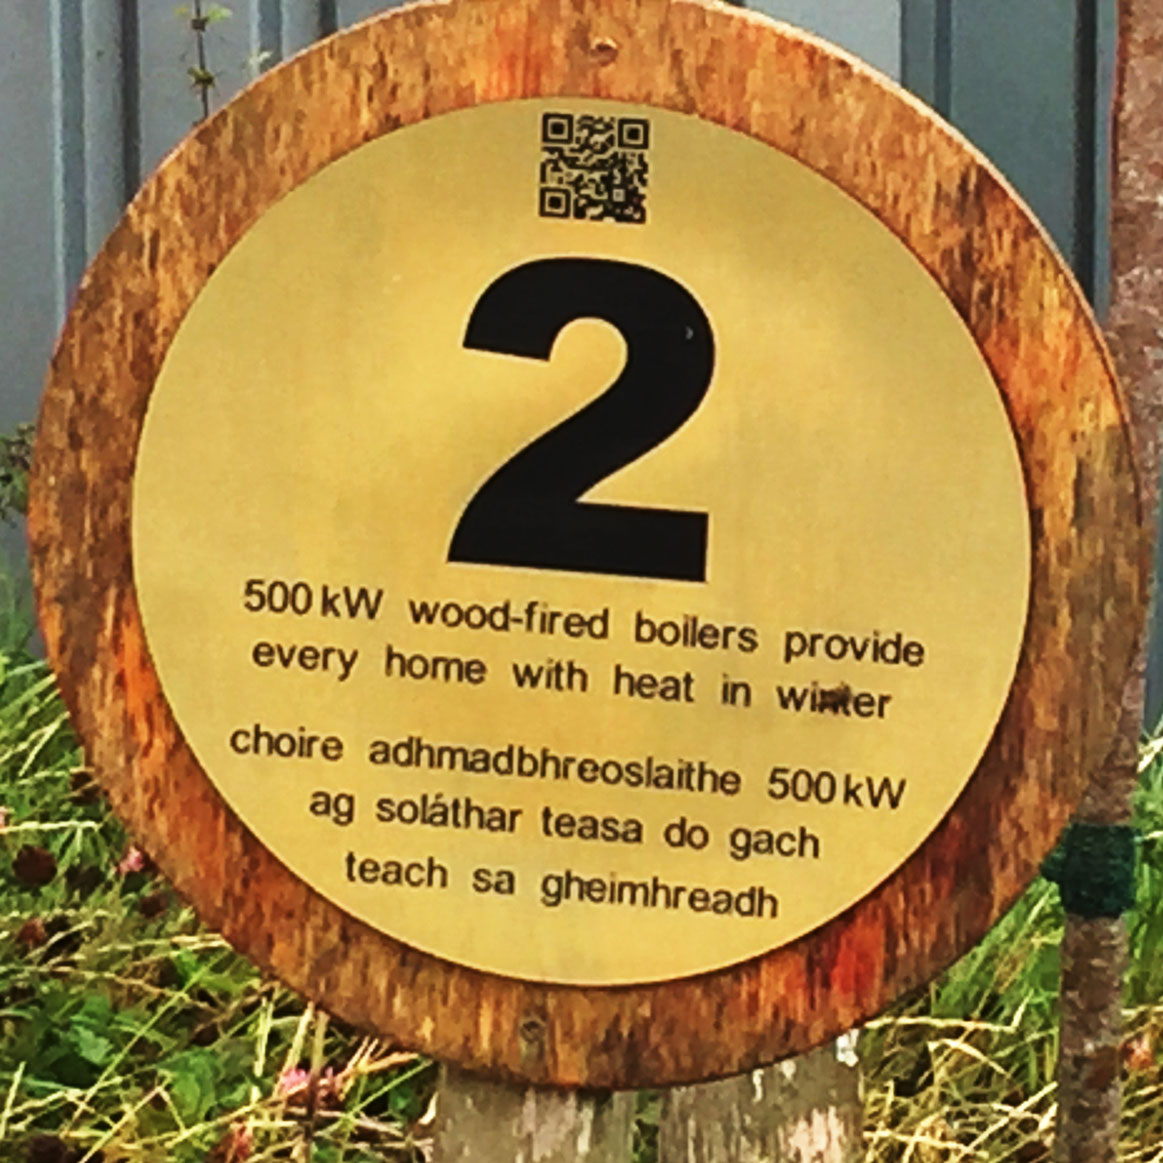 2
500 kW wood-fired boilers provide
every home with heat in winter
choire adhmadbhreoslaithe 500 kW
ag soláthar teasa do gach
teach sa gheimhreadh